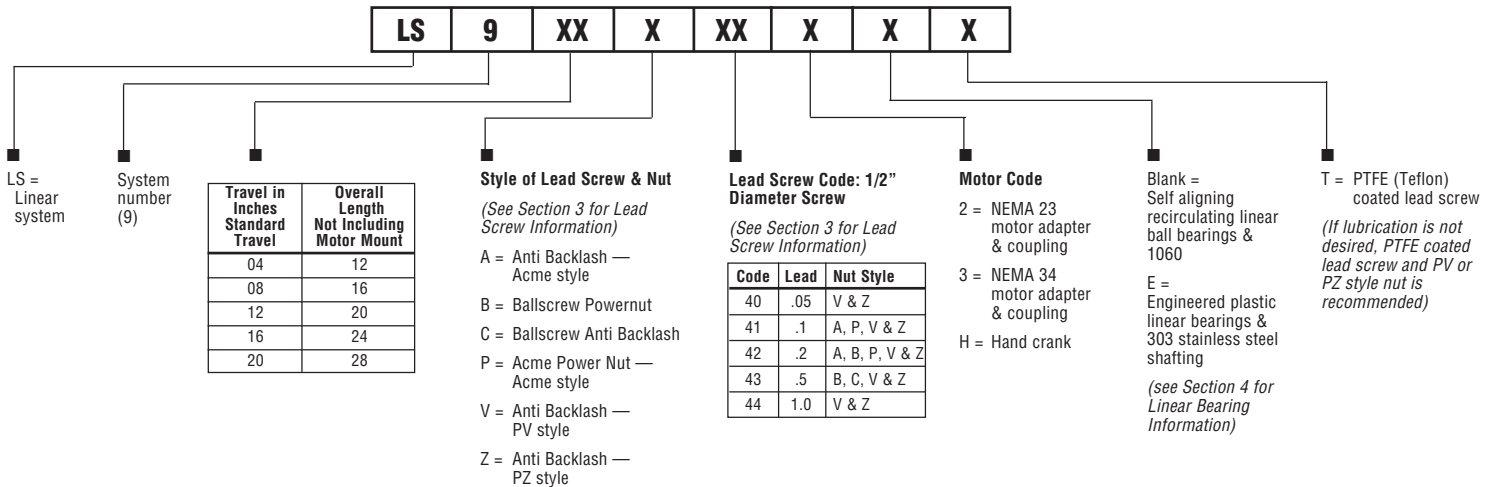 LS 9 XX X XX X X X
LS =
Linear
system
System
number
(9)
Travel in
Inches
Standard
Travel
Overall
Length
Not Including
Motor Mount
04 12
08 16
12 20
16 24
20 28
Style of Lead Screw & Nut
(See Section 3 for Lead
Screw Information)
A = Anti Backlash —
Acme style
B = Ballscrew Powernut
C = Ballscrew Anti Backlash
P = Acme Power Nut —
Acme style
V = Anti Backlash —
PV style
Z = Anti Backlash —
PZ style
Lead Screw Code: 1/2”
Diameter Screw
(See Section 3 for Lead
Screw Information)
Code Lead Nut Style
40 .05 V & Z
41 .1 A, P, V & Z
42 .2 A, B, P, V & Z
43 .5 B, C, V & Z
44 1.0 V & Z
Motor Code
2 = NEMA 23
motor adapter
& coupling
3 = NEMA 34
motor adapter
& coupling
H = Hand crank
Blank =
Self aligning
recirculating linear
ball bearings &
1060
E =
Engineered plastic
linear bearings &
303 stainless steel
shafting
(see Section 4 for
Linear Bearing
Information)
T = PTFE (Teflon)
coated lead screw
(If lubrication is not
desired, PTFE coated
lead screw and PV or
PZ style nut is
recommended)